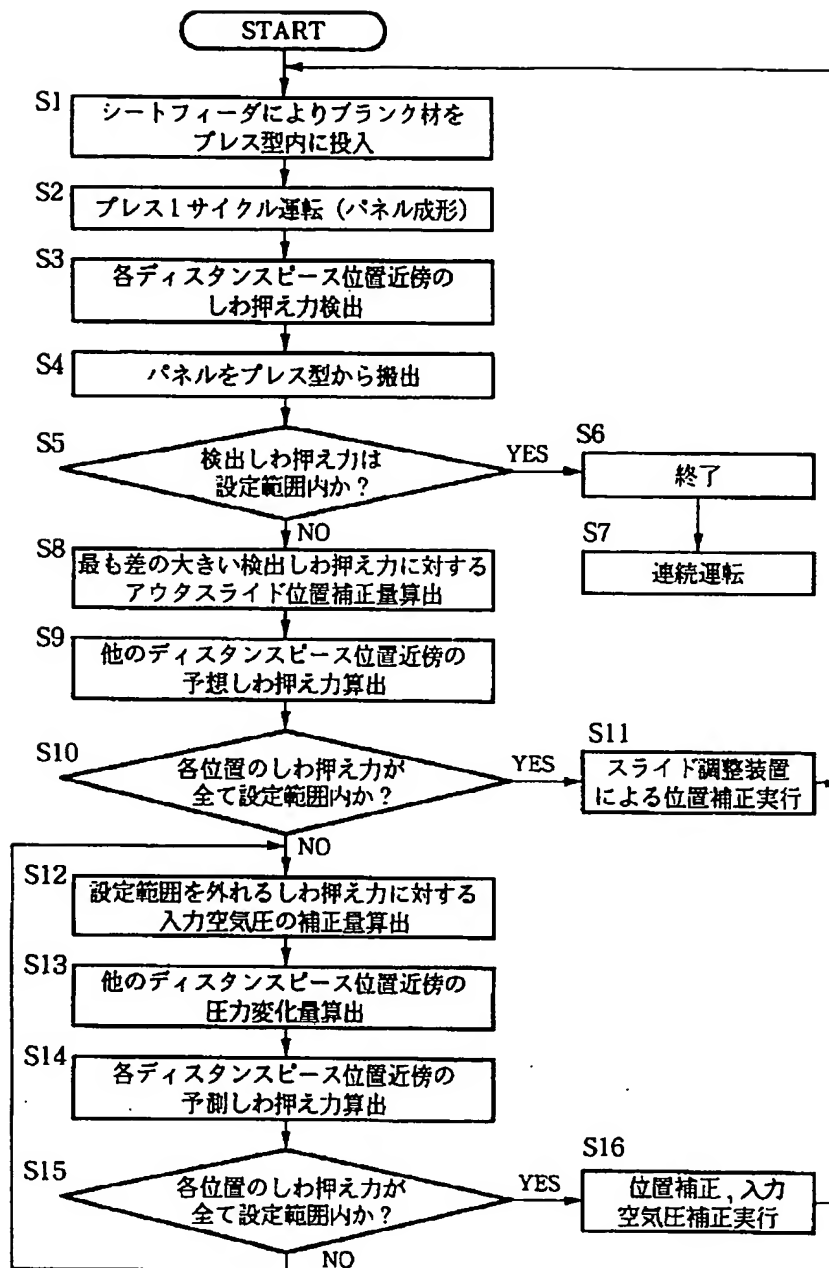 START
S1
シートフィーダによりブランク材を
プレス型内に投入
S2
プレス1サイクル運転（パネル成形）
S3
各ディスタンスピース位置近傍の
しわ押え力検出
S4
パネルをプレス型から搬出
S5
検出しわ押え力は
設定範囲内か？
YES
S6
終了
NO
S7
連続運転
S8
最も差の大きい検出しわ押え力に対する
アウタスライド位置補正量算出
S9
他のディスタンスピース位置近傍の
予想しわ押え力算出
S10
各位置のしわ押え力が
全て設定範囲内か？
YES
S11
スライド調整装置
による位置補正実行
NO
S12
設定範囲を外れるしわ押え力に対する
入力空気圧の補正量算出
S13
他のディスタンスピース位置近傍の
圧力変化量算出
S14
各ディスタンスピース位置近傍の
予測しわ押え力算出
S15
各位置のしわ押え力が
全て設定範囲内か？
YES
S16
位置補正，入力
空気圧補正実行
NO